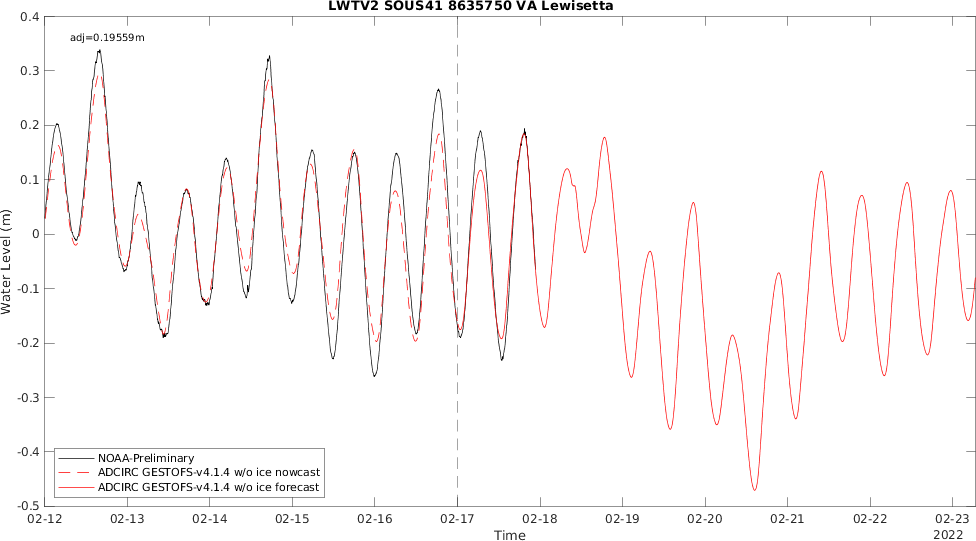 LWTV2 SOUS41 8635750 VA Lewisetta
adj=0.19559m
0.4
0.3
0.2
0.1
0
-0.1
-0.2
-0.3
-0.4
-0.5
Water Level (m)
NOAA-Preliminary
ADCIRC GESTOFS-v4.1.4 w/o ice nowcast
ADCIRC GESTOFS-v4.1.4 w/o ice forecast
02-12 02-13 02-14 02-15 02-16 02-17 02-18 02-19 02-20 02-21 02-22 02-23
2022
Time